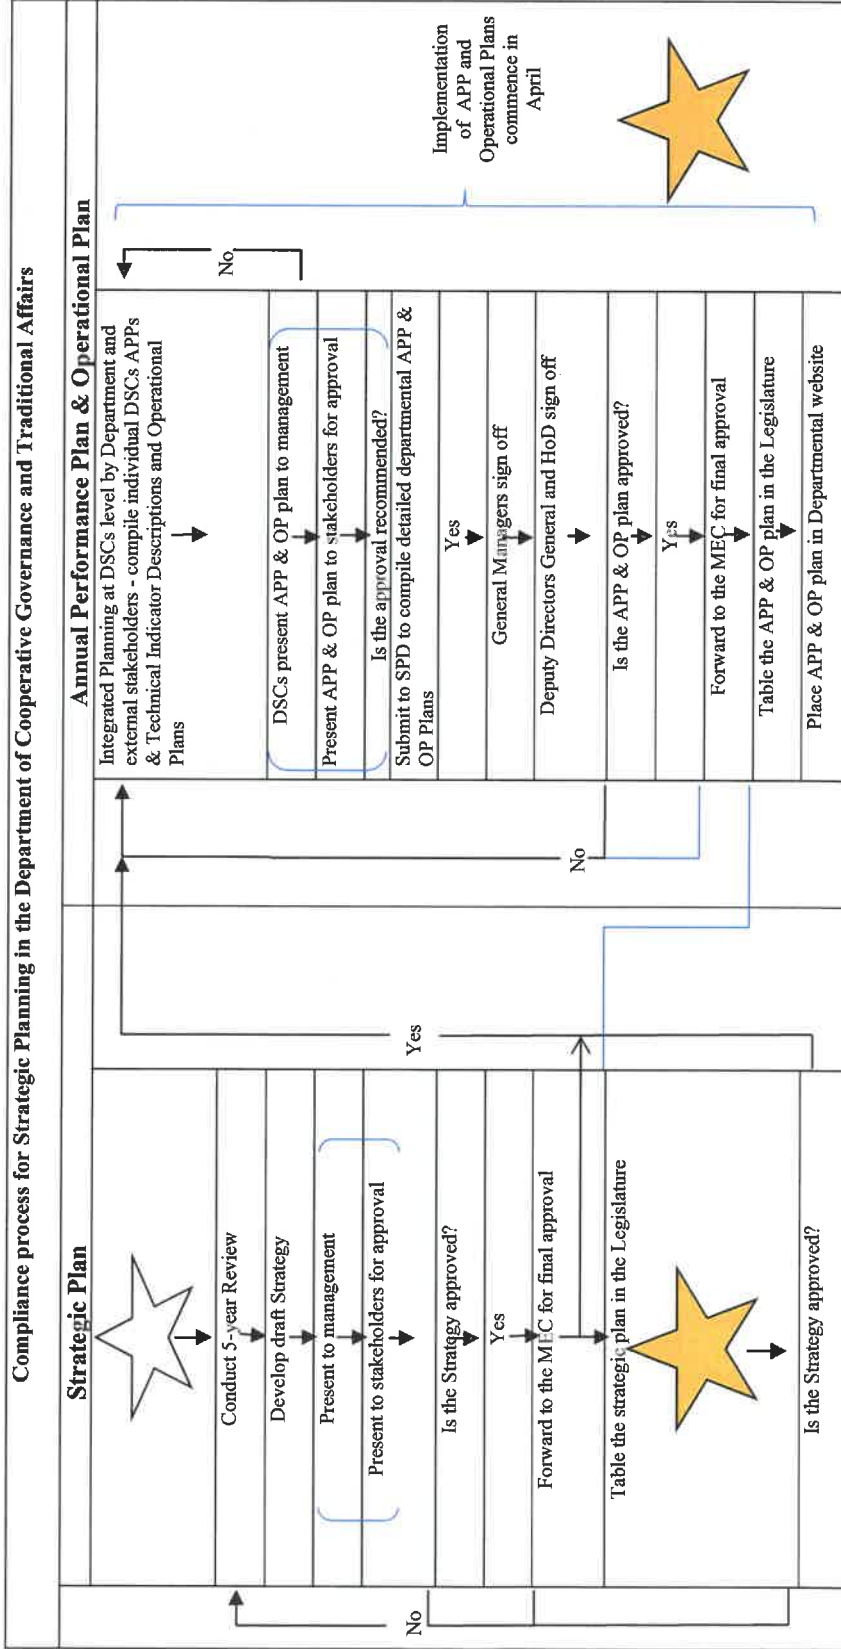 Compliance process for Strategic Planning in the Department of Cooperative Governance and Traditional Affairs
Strategic Plan
Conduct 5-year Review
Develop draft Strategy
Present to management
Present to stakeholders for approval
Is the Strategy approved?
Yes
Forward to the MEC for final approval
Table the strategic plan in the Legislature
Is the Strategy approved?
No
Yes
Annual Performance Plan & Operational Plan
Integrated Planning at DSCs level by Department and
external stakeholders - compile individual DSCs APPs
& Technical Indicator Descriptions and Operational
Plans
DSCs present APP & OP plan to management
Present APP & OP plan to stakeholders for approval
Is the approval recommended?
Submit to SPD to compile detailed departmental APP &
OP Plans
Yes
General Managers sign off
Deputy Directors General and HoD sign off
Is the APP & OP plan approved?
Yes
Forward to the MEC for final approval
Table the APP & OP plan in the Legislature
Place APP & OP plan in Departmental website
No
No
Implementation
of APP and
Operational Plans
commence in
April